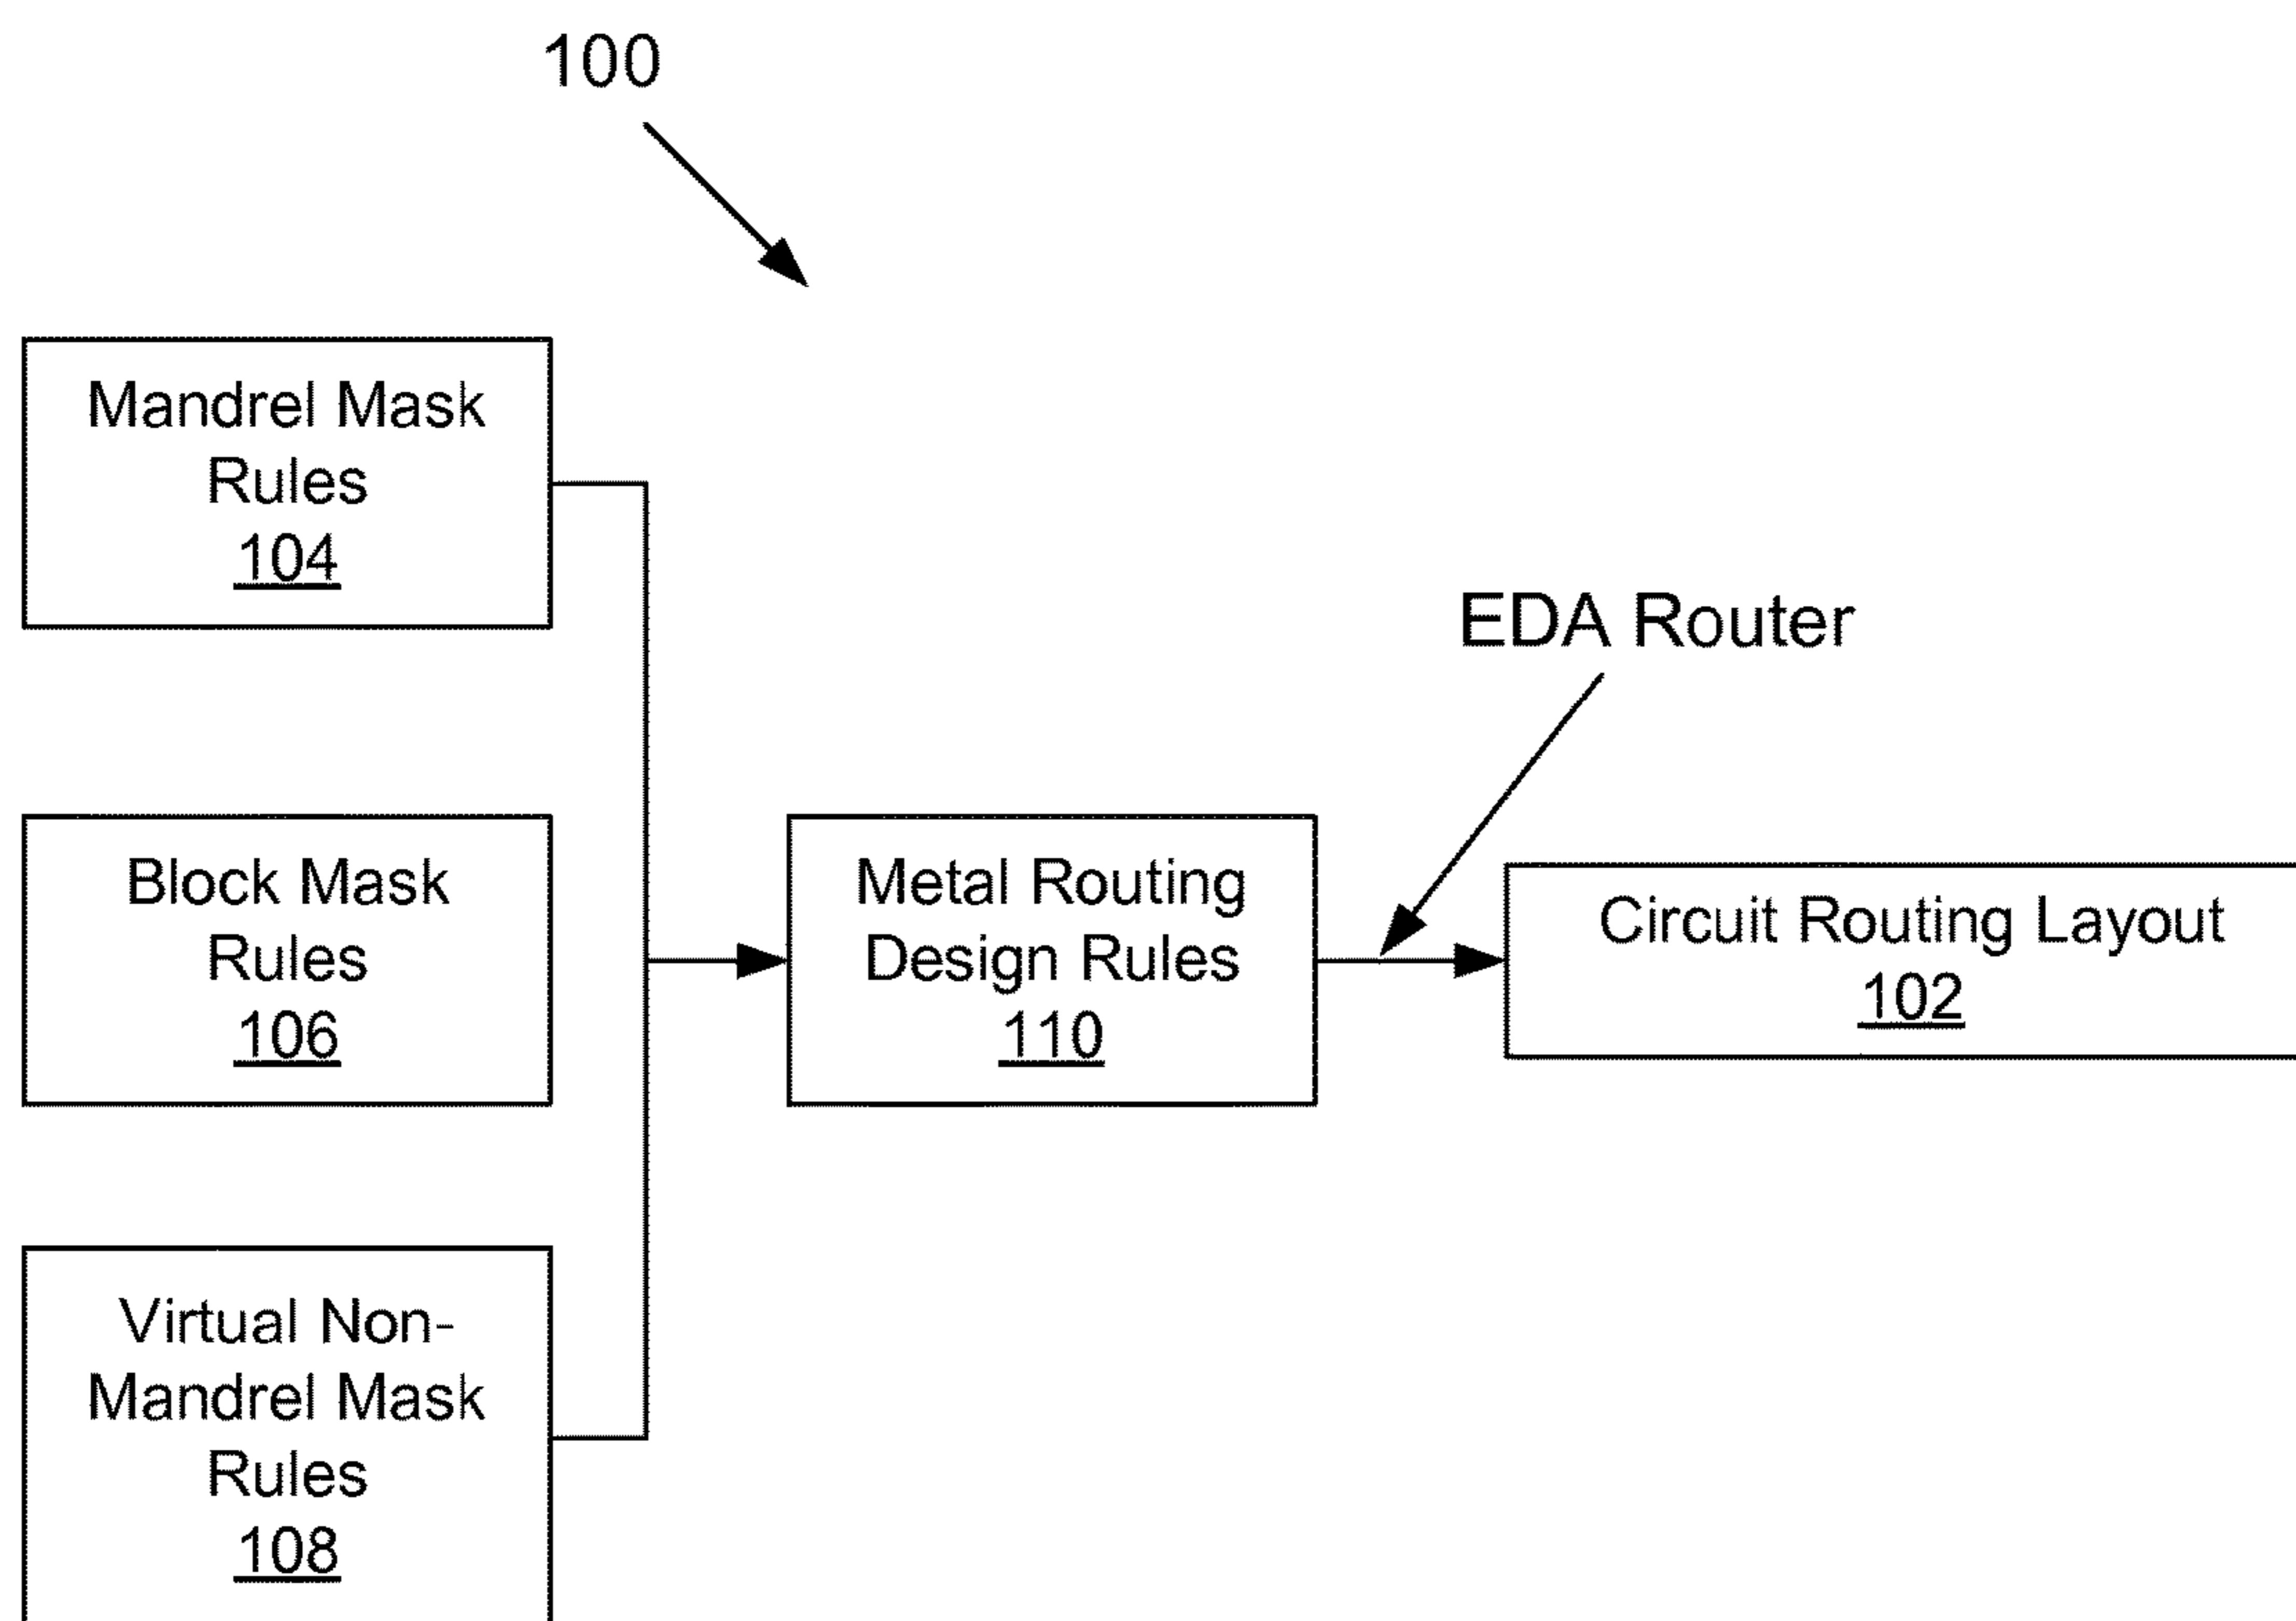 100
Mandrel Mask
Rules
104
EDA Router
Block Mask
Rules
106
Metal Routing
Design Rules
110
Circuit Routing Layout
102
Virtual Non-
Mandrel Mask
Rules
108